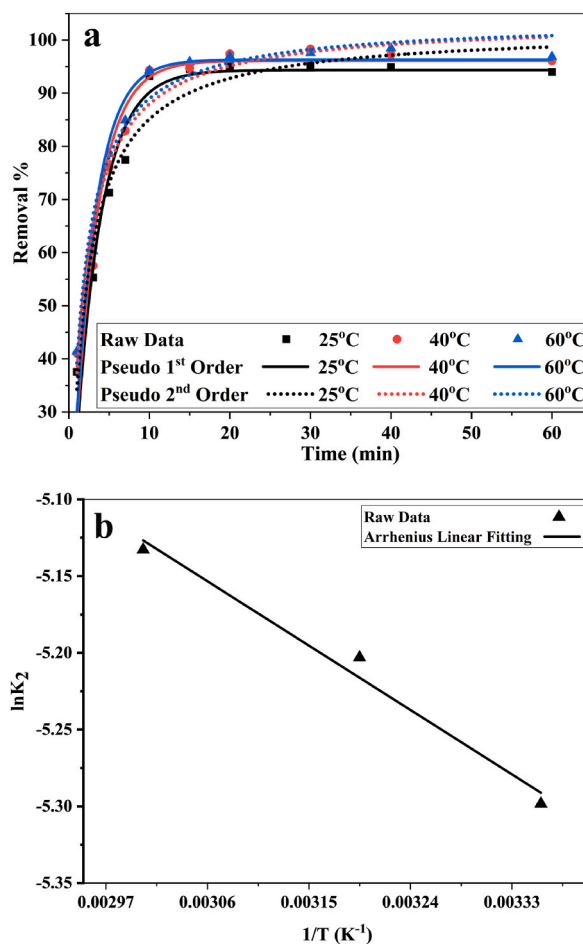 a
100
90
80
70
60
50
40
30
Removal %
Raw Data 25°C 40°C 60°C
Pseudo 1st Order 25°C 40°C 60°C
Pseudo 2nd Order 25°C 40°C 60°C
0 10 20 30 40 50 60
Time (min)
b
Raw Data
Arrhenius Linear Fitting
-5.10
-5.15
-5.20
-5.25
-5.30
-5.35
lnK2
0.00297 0.00306 0.00315 0.00324 0.00333
1/T (K-1)